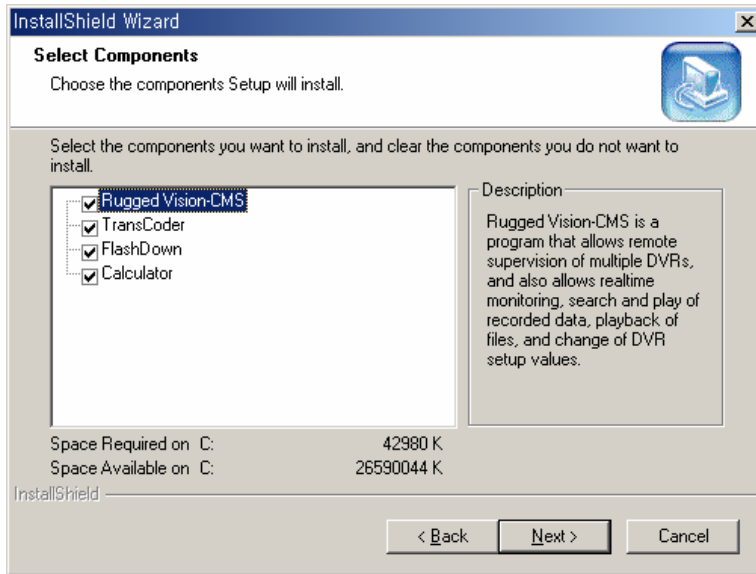 InstallShield Wizard
Select Components
Choose the components Setup will install.
Select the components you want to install, and clear the components you do not want to
install.
Rugged Vision-CMS
TransCoder
FlashDown
Calculator
Description
Rugged Vision-CMS is a
program that allows remote
supervision of multiple DVRs,
and also allows realtime
monitoring, search and play of
recorded data, playback of
files, and change of DVR
setup values.
Space Required on C: 42980 K
Space Available on C: 26590044 K
InstallShield
< Back Next > Cancel